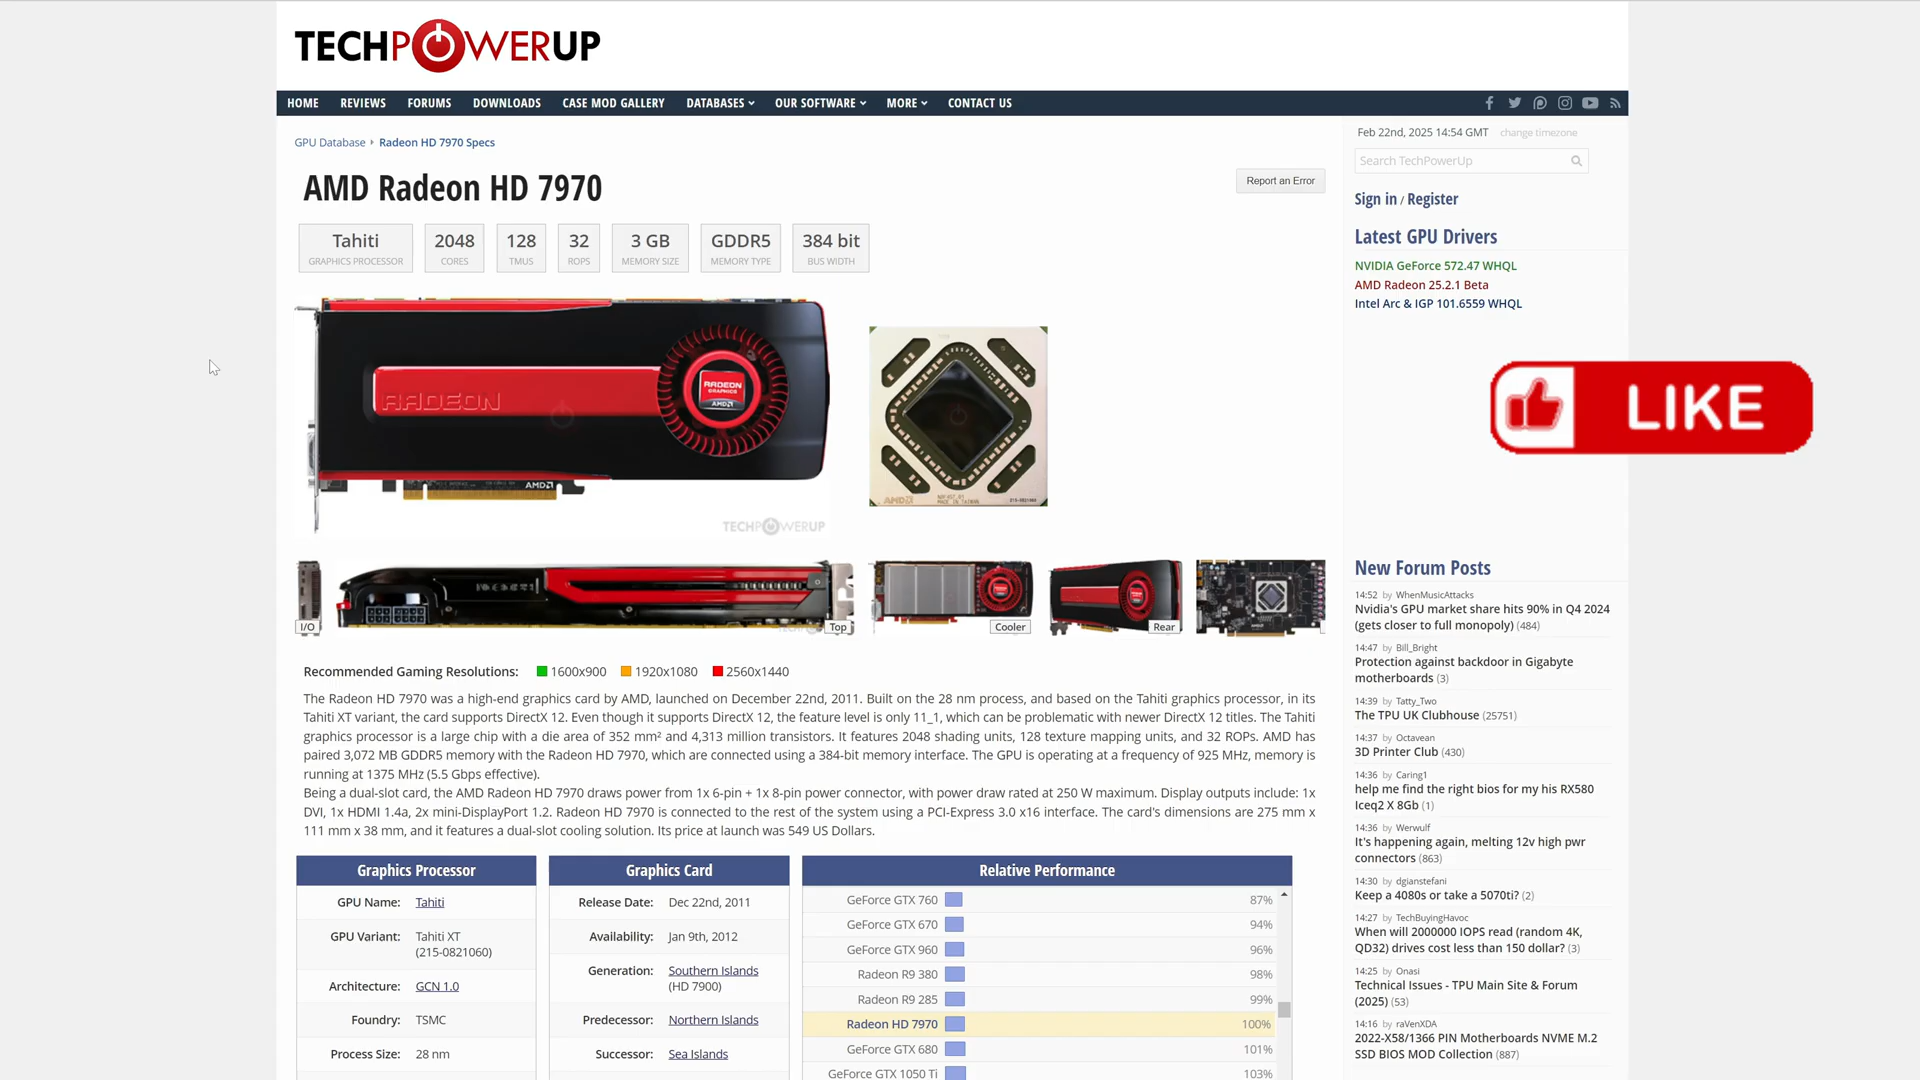 TECHPOWERUP
HOME REVIEWS FORUMS DOWNLOADS CASE MOD GALLERY DATABASES OUR SOFTWARE MORE CONTACT US
GPU Database Radeon HD 7970 Specs
AMD Radeon HD 7970
Report an Error
Tahiti
GRAPHICS PROCESSOR
2048
CORES
128
TMUS
32
ROPS
3 GB
MEMORY SIZE
GDDR5
MEMORY TYPE
384 bit
BUS WIDTH
RADEON
RADEON
GRAPHICS
AMD
AMD
TECHPOWERUP
AMD
MADE IN TAIWAN
I/O
Top
Cooler
Rear
Recommended Gaming Resolutions: 1600x900 1920x1080 2560x1440
The Radeon HD 7970 was a high-end graphics card by AMD, launched on December 22nd, 2011. Built on the 28 nm process, and based on the Tahiti graphics processor, in its
Tahiti XT variant, the card supports DirectX 12. Even though it supports DirectX 12, the feature level is only 11_1, which can be problematic with newer DirectX 12 titles. The Tahiti
graphics processor is a large chip with a die area of 352 mm² and 4,313 million transistors. It features 2048 shading units, 128 texture mapping units, and 32 ROPs. AMD has
paired 3,072 MB GDDR5 memory with the Radeon HD 7970, which are connected using a 384-bit memory interface. The GPU is operating at a frequency of 925 MHz, memory is
running at 1375 MHz (5.5 Gbps effective).
Being a dual-slot card, the AMD Radeon HD 7970 draws power from 1x 6-pin + 1x 8-pin power connector, with power draw rated at 250 W maximum. Display outputs include: 1x
DVI, 1x HDMI 1.4a, 2x mini-DisplayPort 1.2. Radeon HD 7970 is connected to the rest of the system using a PCI-Express 3.0 x16 interface. The card's dimensions are 275 mm x
111 mm x 38 mm, and it features a dual-slot cooling solution. Its price at launch was 549 US Dollars.
Graphics Processor
GPU Name: Tahiti
GPU Variant: Tahiti XT
(215-0821060)
Architecture: GCN 1.0
Foundry: TSMC
Process Size: 28 nm
Graphics Card
Release Date: Dec 22nd, 2011
Availability: Jan 9th, 2012
Generation: Southern Islands
(HD 7900)
Predecessor: Northern Islands
Successor: Sea Islands
Relative Performance
GeForce GTX 760 87%
GeForce GTX 670 94%
GeForce GTX 960 96%
Radeon R9 380 98%
Radeon R9 285 99%
Radeon HD 7970 100%
GeForce GTX 680 101%
GeForce GTX 1050 Ti 103%
Feb 22nd, 2025 14:54 GMT change timezone
Search TechPowerUp
Sign in / Register
Latest GPU Drivers
NVIDIA GeForce 572.47 WHQL
AMD Radeon 25.2.1 Beta
Intel Arc & IGP 101.6559 WHQL
LIKE
New Forum Posts
14:52 by WhenMusicAttacks
Nvidia's GPU market share hits 90% in Q4 2024
(gets closer to full monopoly) (484)
14:47 by Bill_Bright
Protection against backdoor in Gigabyte
motherboards (3)
14:39 by Tatty_Two
The TPU UK Clubhouse (25751)
14:37 by Octavean
3D Printer Club (430)
14:36 by Caring1
help me find the right bios for my his RX580
Iceq2 X 8Gb (1)
14:36 by Werwulf
It's happening again, melting 12v high pwr
connectors (863)
14:30 by dgianstefani
Keep a 4080s or take a 5070ti? (2)
14:27 by TechBuyingHavoc
When will 2000000 IOPS read (random 4K,
QD32) drives cost less than 150 dollar? (3)
14:25 by Onasi
Technical Issues - TPU Main Site & Forum
(2025) (53)
14:16 by raVenXDA
2022-X58/1366 PIN Motherboards NVME M.2
SSD BIOS MOD Collection (887)